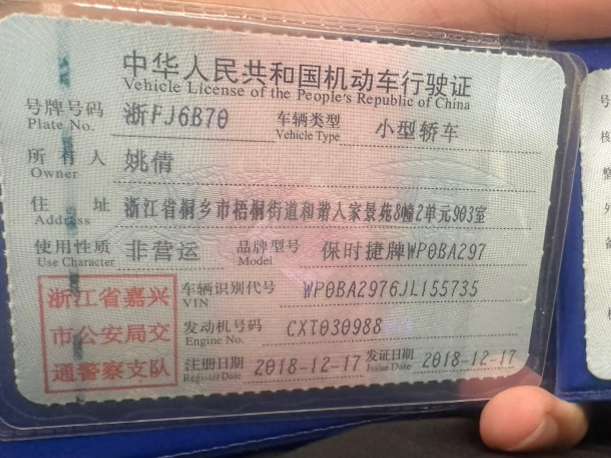 中华人民共和国机动车行驶证
Vehicle License of the People's Republic of China
号牌号码 浙FJ6B70 车辆类型 小型轿车
Plate No. Vehicle Type
所有人 姚倩
Owner
住址 浙江省桐乡市梧桐街道和谐人家景苑8幢2单元903室
Address
使用性质 非营运 品牌型号 保时捷牌WP0BA297
Use Character Model
浙江省嘉兴
市公安局交
通警察支队
车辆识别代号 WP0BA2976JL155735
VIN
发动机号码 CXT030988
Engine No.
注册日期 2018-12-17 发证日期 2018-12-17
Register Date Issue Date